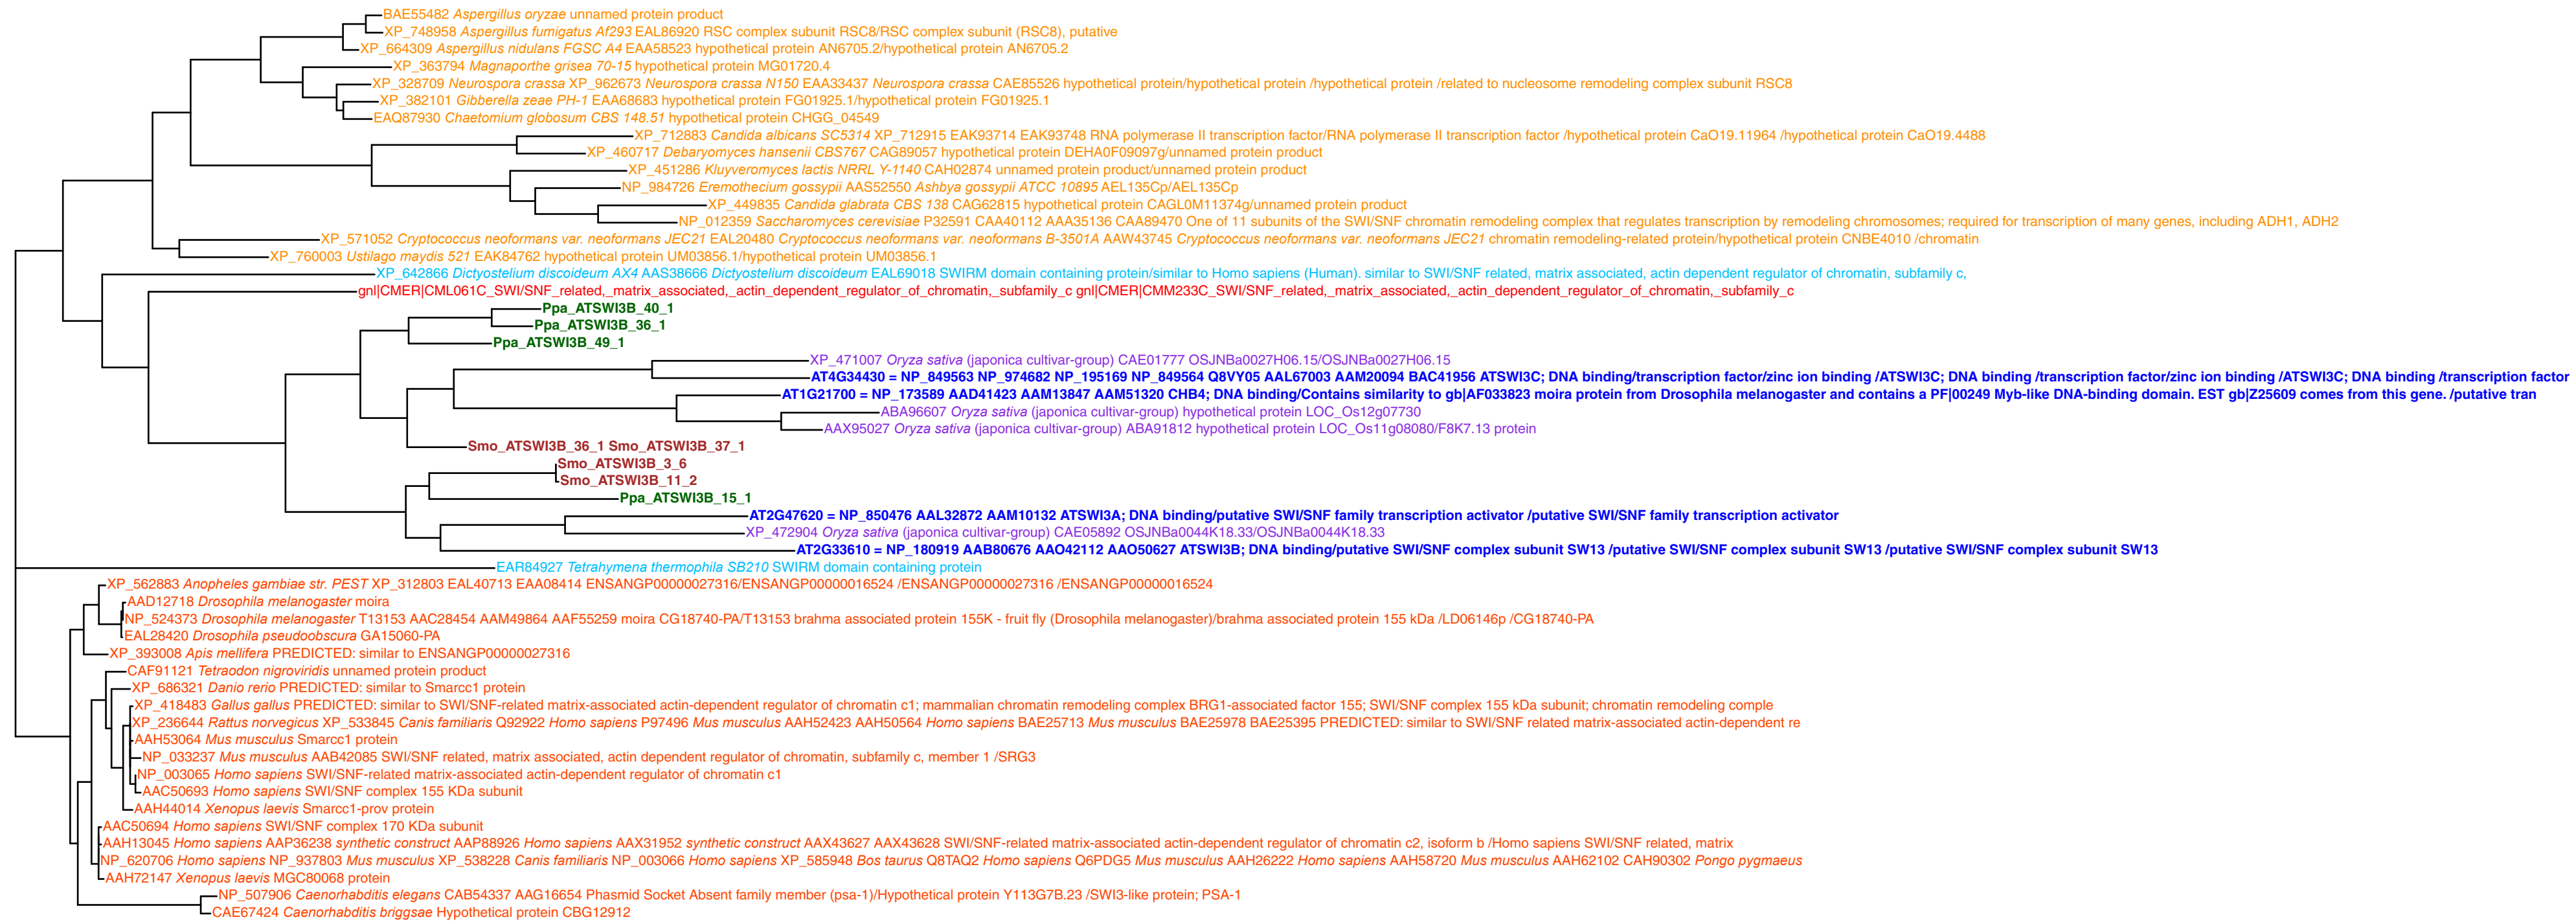 BAE55482 Aspergillus oryzae unnamed protein product
XP_748958 Aspergillus fumigatus Af293 EAL86920 RSC complex subunit RSC8/RSC complex subunit (RSC8), putative
XP_664309 Aspergillus nidulans FGSC A4 EAA58523 hypothetical protein AN6705.2/hypothetical protein AN6705.2
XP_363794 Magnaporthe grisea 70-15 hypothetical protein MG01720.4
XP_328709 Neurospora crassa XP_962673 Neurospora crassa N150 EAA33437 Neurospora crassa CAE85526 hypothetical protein/hypothetical protein /hypothetical protein /related to nucleosome remodeling complex subunit RSC8
XP_382101 Gibberella zeae PH-1 EAA68683 hypothetical protein FG01925.1/hypothetical protein FG01925.1
EAQ87930 Chaetomium globosum CBS 148.51 hypothetical protein CHGG_04549
XP_712883 Candida albicans SC5314 XP_712915 EAK93714 EAK93748 RNA polymerase II transcription factor/RNA polymerase II transcription factor /hypothetical protein CaO19.11964 /hypothetical protein CaO19.4488
XP_460717 Debaryomyces hansenii CBS767 CAG89057 hypothetical protein DEHA0F09097g/unnamed protein product
XP_451286 Kluyveromyces lactis NRRL Y-1140 CAH02874 unnamed protein product/unnamed protein product
NP_984726 Eremothecium gossypii AAS52550 Ashbya gossypii ATCC 10895 AEL135Cp/AEL135Cp
XP_449835 Candida glabrata CBS 138 CAG62815 hypothetical protein CAGL0M11374g/unnamed protein product
NP_012359 Saccharomyces cerevisiae P32591 CAA40112 AAA35136 CAA89470 One of 11 subunits of the SWI/SNF chromatin remodeling complex that regulates transcription by remodeling chromosomes; required for transcription of many genes, including ADH1, ADH2
XP_571052 Cryptococcus neoformans var. neoformans JEC21 EAL20480 Cryptococcus neoformans var. neoformans B-3501A AAW43745 Cryptococcus neoformans var. neoformans JEC21 chromatin remodeling-related protein/hypothetical protein CNBE4010 /chromatin
XP_760003 Ustilago maydis 521 EAK84762 hypothetical protein UM03856.1/hypothetical protein UM03856.1
XP_642866 Dictyostelium discoideum AX4 AAS38666 Dictyostelium discoideum EAL69018 SWIRM domain containing protein/similar to Homo sapiens (Human). similar to SWI/SNF related, matrix associated, actin dependent regulator of chromatin, subfamily c,
gnl|CMER|CML061C_SWI/SNF_related,_matrix_associated,_actin_dependent_regulator_of_chromatin,_subfamily_c gnl|CMER|CMM233C_SWI/SNF_related,_matrix_associated,_actin_dependent_regulator_of_chromatin,_subfamily_c
Ppa_ATSWI3B_40_1
Ppa_ATSWI3B_36_1
Ppa_ATSWI3B_49_1
XP_471007 Oryza sativa (japonica cultivar-group) CAE01777 OSJNBa0027H06.15/OSJNBa0027H06.15
AT4G34430 = NP_849563 NP_974682 NP_195169 NP_849564 Q8VY05 AAL67003 AAM20094 BAC41956 ATSWI3C; DNA binding/transcription factor/zinc ion binding /ATSWI3C; DNA binding /transcription factor/zinc ion binding /ATSWI3C; DNA binding /transcription factor
AT1G21700 = NP_173589 AAD41423 AAM13847 AAM51320 CHB4; DNA binding/Contains similarity to gb|AF033823 moira protein from Drosophila melanogaster and contains a PF|00249 Myb-like DNA-binding domain. EST gb|Z25609 comes from this gene. /putative tran
ABA96607 Oryza sativa (japonica cultivar-group) hypothetical protein LOC_Os12g07730
AAX95027 Oryza sativa (japonica cultivar-group) ABA91812 hypothetical protein LOC_Os11g08080/F8K7.13 protein
Smo_ATSWI3B_36_1 Smo_ATSWI3B_37_1
Smo_ATSWI3B_3_6
Smo_ATSWI3B_11_2
Ppa_ATSWI3B_15_1
AT2G47620 = NP_850476 AAL32872 AAM10132 ATSWI3A; DNA binding/putative SWI/SNF family transcription activator /putative SWI/SNF family transcription activator
XP_472904 Oryza sativa (japonica cultivar-group) CAE05892 OSJNBa0044K18.33/OSJNBa0044K18.33
AT2G33610 = NP_180919 AAB80676 AAO42112 AAO50627 ATSWI3B; DNA binding/putative SWI/SNF complex subunit SW13 /putative SWI/SNF complex subunit SW13 /putative SWI/SNF complex subunit SW13
EAR84927 Tetrahymena thermophila SB210 SWIRM domain containing protein
XP_562883 Anopheles gambiae str. PEST XP_312803 EAL40713 EAA08414 ENSANGP00000027316/ENSANGP00000016524 /ENSANGP00000027316 /ENSANGP00000016524
AAD12718 Drosophila melanogaster moira
NP_524373 Drosophila melanogaster T13153 AAC28454 AAM49864 AAF55259 moira CG18740-PA/T13153 brahma associated protein 155K - fruit fly (Drosophila melanogaster)/brahma associated protein 155 kDa /LD06146p /CG18740-PA
EAL28420 Drosophila pseudoobscura GA15060-PA
XP_393008 Apis mellifera PREDICTED: similar to ENSANGP00000027316
CAF91121 Tetraodon nigroviridis unnamed protein product
XP_686321 Danio rerio PREDICTED: similar to Smarcc1 protein
XP_418483 Gallus gallus PREDICTED: similar to SWI/SNF-related matrix-associated actin-dependent regulator of chromatin c1; mammalian chromatin remodeling complex BRG1-associated factor 155; SWI/SNF complex 155 kDa subunit; chromatin remodeling comple
XP_236644 Rattus norvegicus XP_533845 Canis familiaris Q92922 Homo sapiens P97496 Mus musculus AAH52423 AAH50564 Homo sapiens BAE25713 Mus musculus BAE25978 BAE25395 PREDICTED: similar to SWI/SNF related matrix-associated actin-dependent re
AAH53064 Mus musculus Smarcc1 protein
NP_033237 Mus musculus AAB42085 SWI/SNF related, matrix associated, actin dependent regulator of chromatin, subfamily c, member 1 /SRG3
NP_003065 Homo sapiens SWI/SNF-related matrix-associated actin-dependent regulator of chromatin c1
AAC50693 Homo sapiens SWI/SNF complex 155 KDa subunit
AAH44014 Xenopus laevis Smarcc1-prov protein
AAC50694 Homo sapiens SWI/SNF complex 170 KDa subunit
AAH13045 Homo sapiens AAP36238 synthetic construct AAP88926 Homo sapiens AAX31952 synthetic construct AAX43627 AAX43628 SWI/SNF-related matrix-associated actin-dependent regulator of chromatin c2, isoform b /Homo sapiens SWI/SNF related, matrix
NP_620706 Homo sapiens NP_937803 Mus musculus XP_538228 Canis familiaris NP_003066 Homo sapiens XP_585948 Bos taurus Q8TAQ2 Homo sapiens Q6PDG5 Mus musculus AAH26222 Homo sapiens AAH58720 Mus musculus AAH62102 CAH90302 Pongo pygmaeus
AAH72147 Xenopus laevis MGC80068 protein
NP_507906 Caenorhabditis elegans CAB54337 AAG16654 Phasmid Socket Absent family member (psa-1)/Hypothetical protein Y113G7B.23 /SWI3-like protein; PSA-1
CAE67424 Caenorhabditis briggsae Hypothetical protein CBG12912